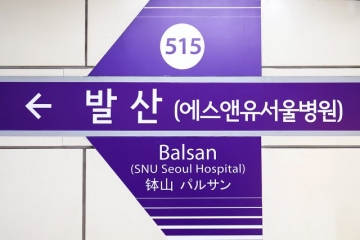 515
← 발산 (에스앤유서울병원)
Balsan
(SNU Seoul Hospital)
钵山 パルサン